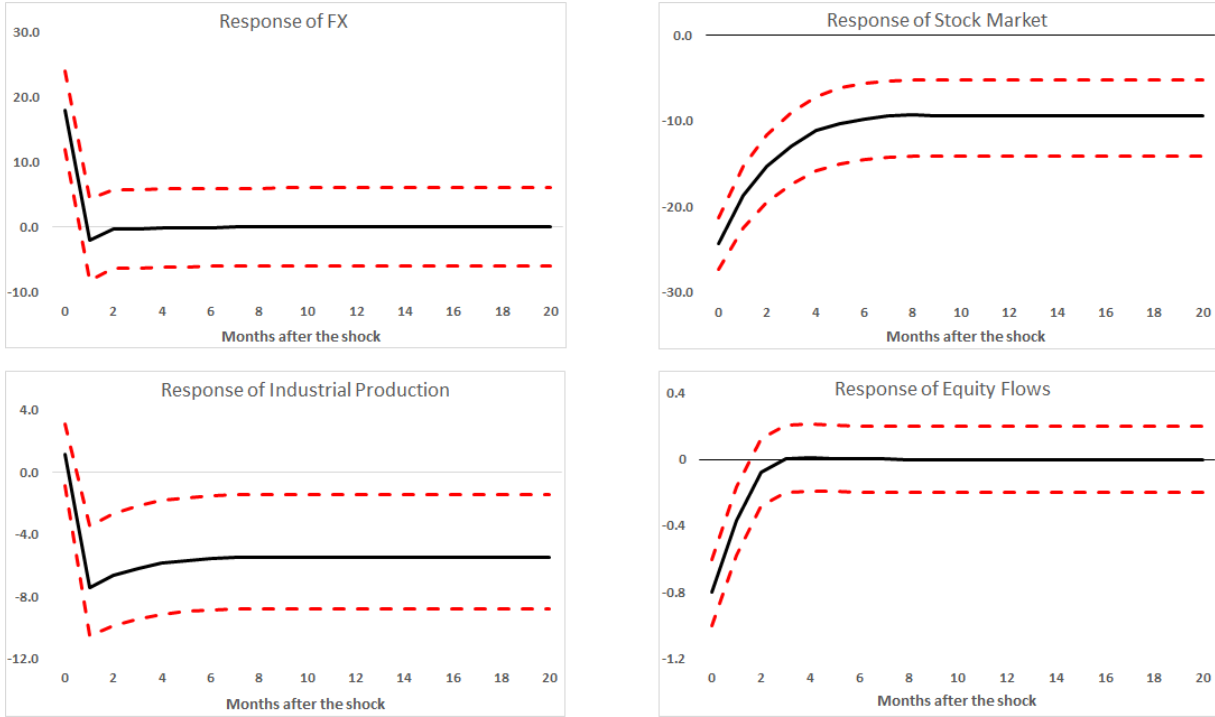 Response of FX
30.0
20.0
10.0
0.0
-10.0
0 2 4 6 8 10 12 14 16 18 20
Months after the shock
Response of Stock Market
0.0
-10.0
-20.0
-30.0
0 2 4 6 8 10 12 14 16 18 20
Months after the shock
Response of Industrial Production
4.0
0.0
-4.0
-8.0
-12.0
0 2 4 6 8 10 12 14 16 18 20
Months after the shock
Response of Equity Flows
0.4
0
-0.4
-0.8
-1.2
0 2 4 6 8 10 12 14 16 18 20
Months after the shock